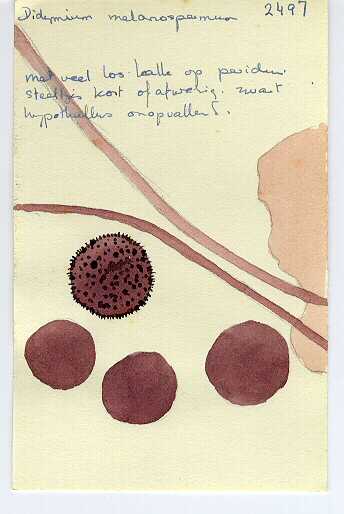 Didymium melanospermum 2497
met veel los kalk op peridium
steeltjes kort of afwezig. zwart
hypothallus onopvallend.